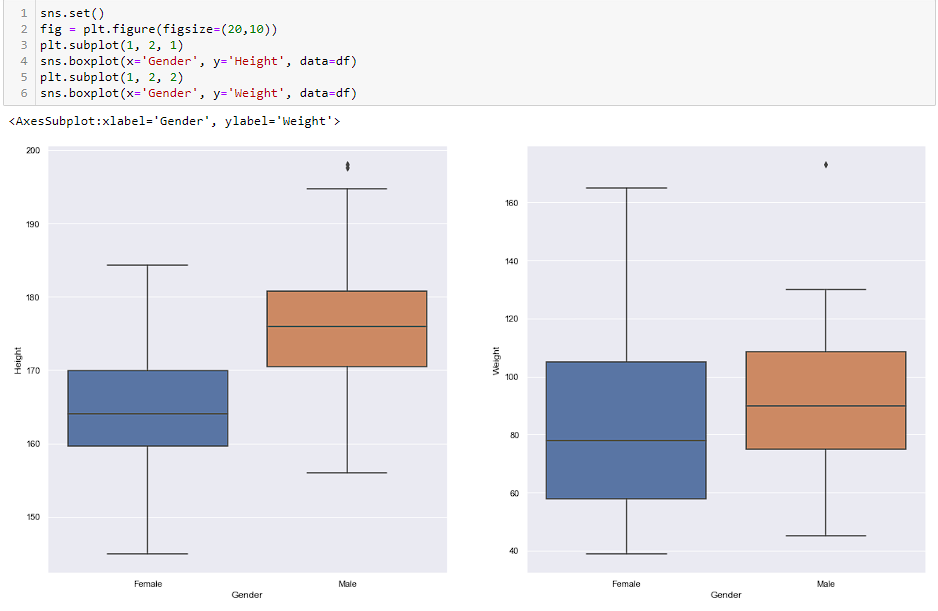 1 sns.set()
2 fig = plt.figure(figsize=(20,10))
3 plt.subplot(1, 2, 1)
4 sns.boxplot(x='Gender', y='Height', data=df)
5 plt.subplot(1, 2, 2)
6 sns.boxplot(x='Gender', y='Weight', data=df)
<AxesSubplot:xlabel='Gender', ylabel='Weight'>
200
190
180
170
160
150
Height
Female Male
Gender
160
140
120
100
80
60
40
Weight
Female Male
Gender